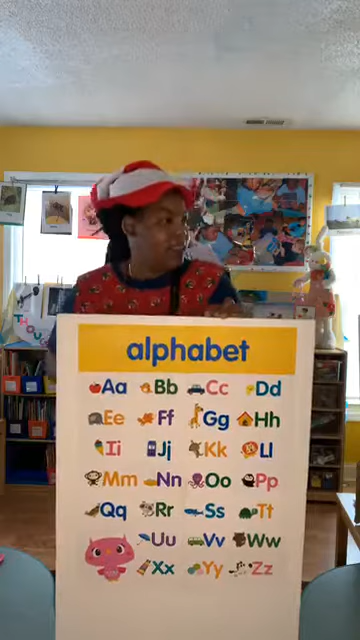 alphabet
Aa Bb Cc Dd
Ee Ff Gg Hh
Ii Jj Kk Ll
Mm Nn Oo Pp
Qq Rr Ss Tt
Uu Vv Ww
Xx Yy Zz